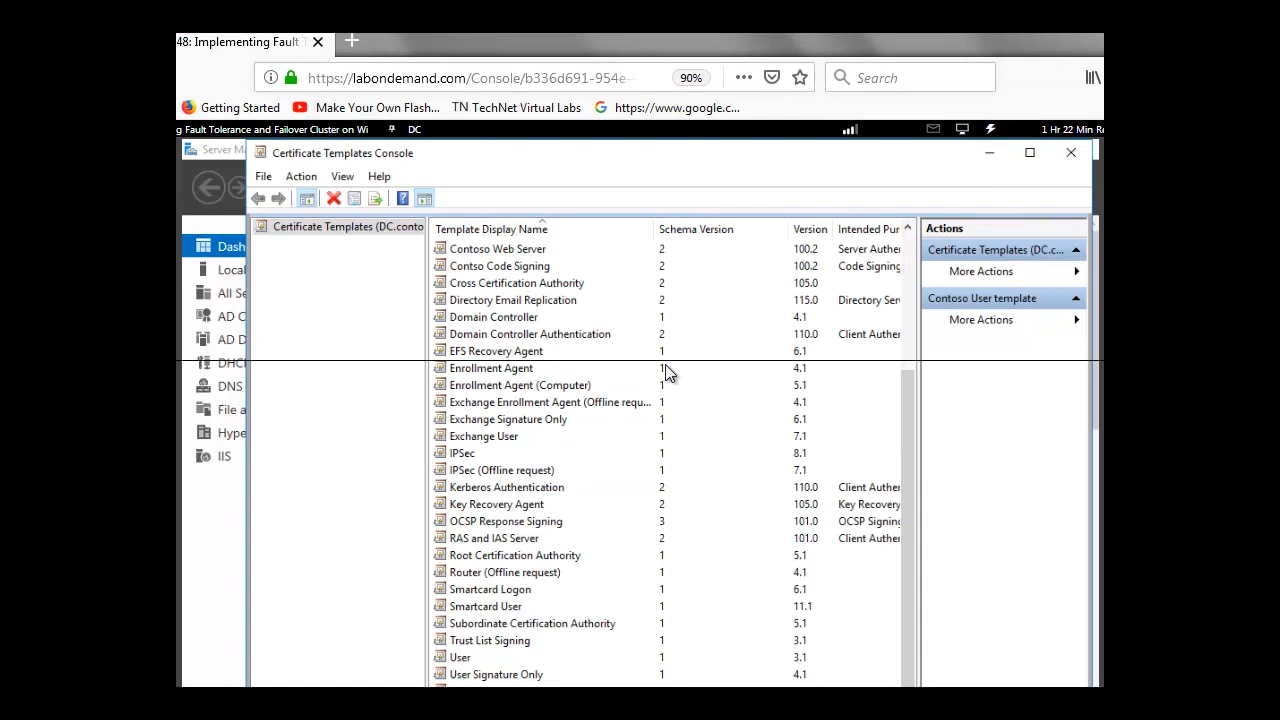 48: Implementing Fault T
https://labondemand.com/Console/b336d691-954e- 90% Search
Getting Started Make Your Own Flash... TN TechNet Virtual Labs G https://www.google.c...
g Fault Tolerance and Failover Cluster on Wi DC 1 Hr 22 Min Re
Server Ma
Certificate Templates Console
File Action View Help
Certificate Templates (DC.conto
Template Display Name Schema Version Version Intended Pur
Contoso Web Server 2 100.2 Server Auther
Contso Code Signing 2 100.2 Code Signing
Cross Certification Authority 2 105.0
Directory Email Replication 2 115.0 Directory Ser
Domain Controller 1 4.1
Domain Controller Authentication 2 110.0 Client Auther
EFS Recovery Agent 1 6.1
Enrollment Agent 1 4.1
Enrollment Agent (Computer) 1 5.1
Exchange Enrollment Agent (Offline requ... 1 4.1
Exchange Signature Only 1 6.1
Exchange User 1 7.1
IPSec 1 8.1
IPSec (Offline request) 1 7.1
Kerberos Authentication 2 110.0 Client Auther
Key Recovery Agent 2 105.0 Key Recovery
OCSP Response Signing 3 101.0 OCSP Signing
RAS and IAS Server 2 101.0 Client Auther
Root Certification Authority 1 5.1
Router (Offline request) 1 4.1
Smartcard Logon 1 6.1
Smartcard User 1 11.1
Subordinate Certification Authority 1 5.1
Trust List Signing 1 3.1
User 1 3.1
User Signature Only 1 4.1
Actions
Certificate Templates (DC.c...
More Actions
Contoso User template
More Actions
Dash
Local
All Se
AD C
AD D
DHC
DNS
File a
Hype
IIS